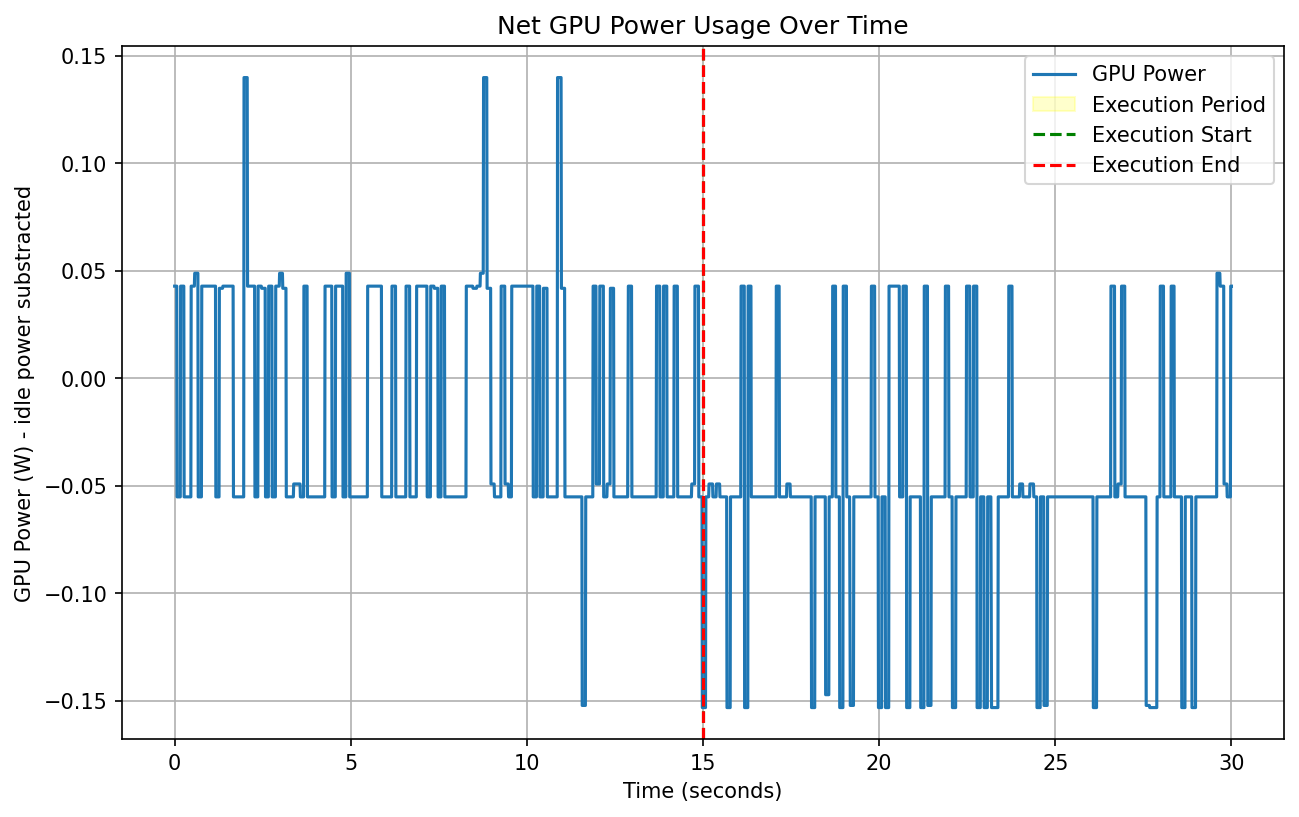 Net GPU Power Usage Over Time
GPU Power (W) - idle power substracted
0.15
0.10
0.05
0.00
−0.05
−0.10
−0.15
GPU Power
Execution Period
Execution Start
Execution End
0 5 10 15 20 25 30
Time (seconds)